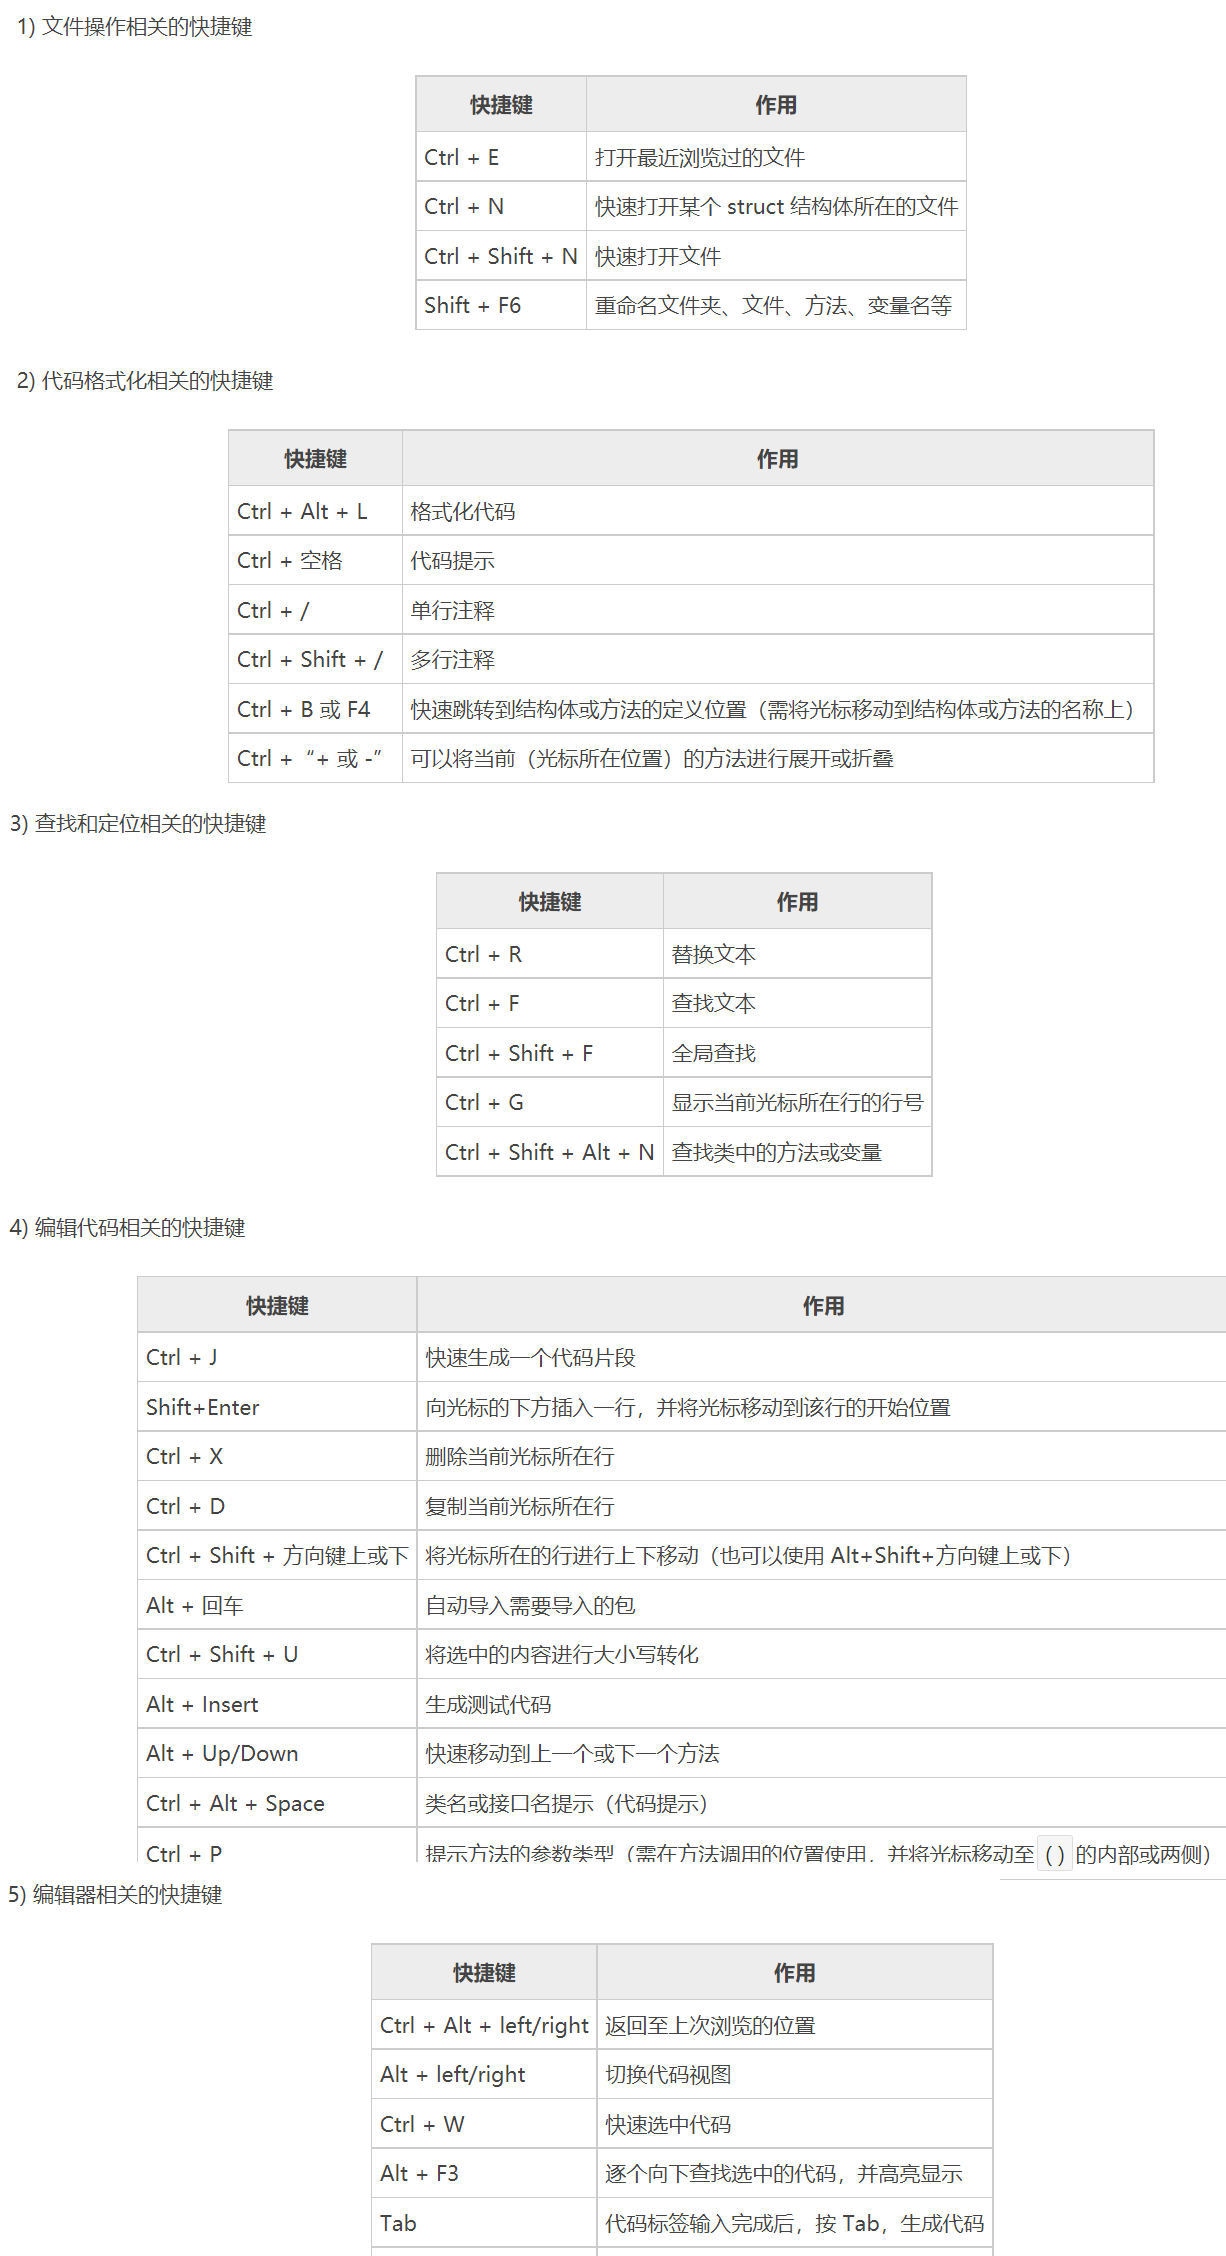 1) 文件操作相关的快捷键
快捷键 作用
Ctrl + E 打开最近浏览过的文件
Ctrl + N 快速打开某个 struct 结构体所在的文件
Ctrl + Shift + N 快速打开文件
Shift + F6 重命名文件夹、文件、方法、变量名等
2) 代码格式化相关的快捷键
快捷键 作用
Ctrl + Alt + L 格式化代码
Ctrl + 空格 代码提示
Ctrl + / 单行注释
Ctrl + Shift + / 多行注释
Ctrl + B 或 F4 快速跳转到结构体或方法的定义位置（需将光标移动到结构体或方法的名称上）
Ctrl + “+ 或 -” 可以将当前（光标所在位置）的方法进行展开或折叠
3) 查找和定位相关的快捷键
快捷键 作用
Ctrl + R 替换文本
Ctrl + F 查找文本
Ctrl + Shift + F 全局查找
Ctrl + G 显示当前光标所在行的行号
Ctrl + Shift + Alt + N 查找类中的方法或变量
4) 编辑代码相关的快捷键
快捷键 作用
Ctrl + J 快速生成一个代码片段
Shift+Enter 向光标的下方插入一行，并将光标移动到该行的开始位置
Ctrl + X 删除当前光标所在行
Ctrl + D 复制当前光标所在行
Ctrl + Shift + 方向键上或下 将光标所在的行进行上下移动（也可以使用 Alt+Shift+方向键上或下）
Alt + 回车 自动导入需要导入的包
Ctrl + Shift + U 将选中的内容进行大小写转化
Alt + Insert 生成测试代码
Alt + Up/Down 快速移动到上一个或下一个方法
Ctrl + Alt + Space 类名或接口名提示（代码提示）
Ctrl + P 提示方法的参数类型（需在方法调用的位置使用，并将光标移动至 ( ) 的内部或两侧）
5) 编辑器相关的快捷键
快捷键 作用
Ctrl + Alt + left/right 返回至上次浏览的位置
Alt + left/right 切换代码视图
Ctrl + W 快速选中代码
Alt + F3 逐个向下查找选中的代码，并高亮显示
Tab 代码标签输入完成后，按 Tab，生成代码